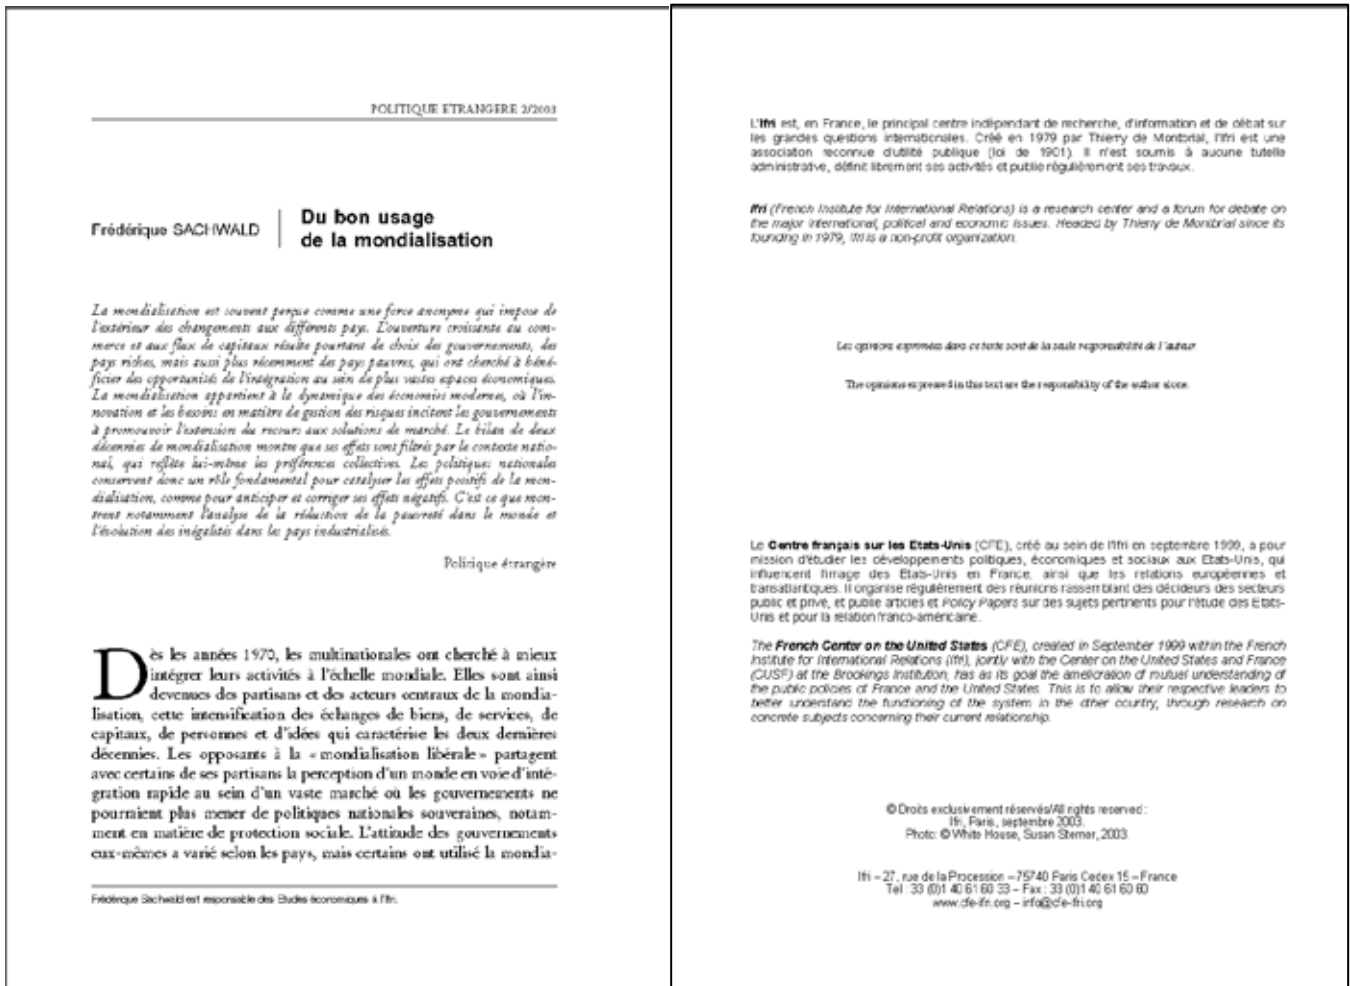 POLITIQUE ETRANGERE 2/2003
Frédérique SACHWALD
Du bon usage
de la mondialisation
La mondialisation est souvent perçue comme une force anonyme qui impose de
l'extérieur des changements aux différents pays. L'ouverture croissante au com-
merce et aux flux de capitaux résulte pourtant de choix des gouvernements, des
pays riches, mais aussi plus récemment des pays pauvres, qui ont cherché à béné-
ficier des opportunités de l'intégration au sein de plus vastes espaces économiques.
La mondialisation appartient à la dynamique des économies modernes, où l'in-
novation et les besoins en matière de gestion des risques incitent les gouvernements
à promouvoir l'extension du recours aux solutions de marché. Le bilan de deux
décennies de mondialisation montre que ses effets sont filtrés par le contexte natio-
nal, qui reflète lui-même les préférences collectives. Les politiques nationales
conservent donc un rôle fondamental pour catalyser les effets positifs de la mon-
dialisation, comme pour anticiper et corriger ses effets négatifs. C'est ce que mon-
trent notamment l'analyse de la réduction de la pauvreté dans le monde et
l'évolution des inégalités dans les pays industrialisés.
Politique étrangère
Dès les années 1970, les multinationales ont cherché à mieux
intégrer leurs activités à l'échelle mondiale. Elles sont ainsi
devenues des partisans et des acteurs centraux de la mondia-
lisation, cette intensification des échanges de biens, de services, de
capitaux, de personnes et d'idées qui caractérise les deux dernières
décennies. Les opposants à la « mondialisation libérale » partagent
avec certains de ses partisans la perception d'un monde en voie d'inté-
gration rapide au sein d'un vaste marché où les gouvernements ne
pourraient plus mener de politiques nationales souveraines, notam-
ment en matière de protection sociale. L'attitude des gouvernements
eux-mêmes a varié selon les pays, mais certains ont utilisé la mondia-
Frédérique Sachwald est responsable des Etudes économiques à l'Ifri.
L'Ifri est, en France, le principal centre indépendant de recherche, d'information et de débat sur
les grandes questions internationales. Créé en 1979 par Thierry de Montbrial, l'Ifri est une
association reconnue d'utilité publique (loi de 1901). Il n'est soumis à aucune tutelle
administrative, définit librement ses activités et publie régulièrement ses travaux.
Ifri (French Institute for International Relations) is a research center and a forum for debate on
the major international, political and economic issues. Headed by Thierry de Montbrial since its
founding in 1979, Ifri is a non-profit organization.
Les opinions exprimées dans ce texte sont de la seule responsabilité de l'auteur
The opinions expressed in this text are the responsability of the author alone.
Le Centre français sur les Etats-Unis (CFE), créé au sein de l'Ifri en septembre 1999, a pour
mission d'étudier les développements politiques, économiques et sociaux aux Etats-Unis, qui
influencent l'image des Etats-Unis en France, ainsi que les relations européennes et
transatlantiques. Il organise régulièrement des réunions rassemblant des décideurs des secteurs
public et privé, et publie articles et Policy Papers sur des sujets pertinents pour l'étude des Etats-
Unis et pour la relation franco-américaine.
The French Center on the United States (CFE), created in September 1999 within the French
Institute for International Relations (Ifri), jointly with the Center on the United States and France
(CUSF) at the Brookings Institution, has as its goal the amelioration of mutual understanding of
the public policies of France and the United States. This is to allow their respective leaders to
better understand the functioning of the system in the other country, through research on
concrete subjects concerning their current relationship.
© Droits exclusivement réservés/All rights reserved :
Ifri, Paris, septembre 2003.
Photo: © White House, Susan Sterner, 2003.
Ifri – 27, rue de la Procession – 75740 Paris Cedex 15 – France
Tel : 33 (0)1 40 61 60 33 – Fax : 33 (0)1 40 61 60 60
www.cfe-ifri.org – info@cfe-ifri.org